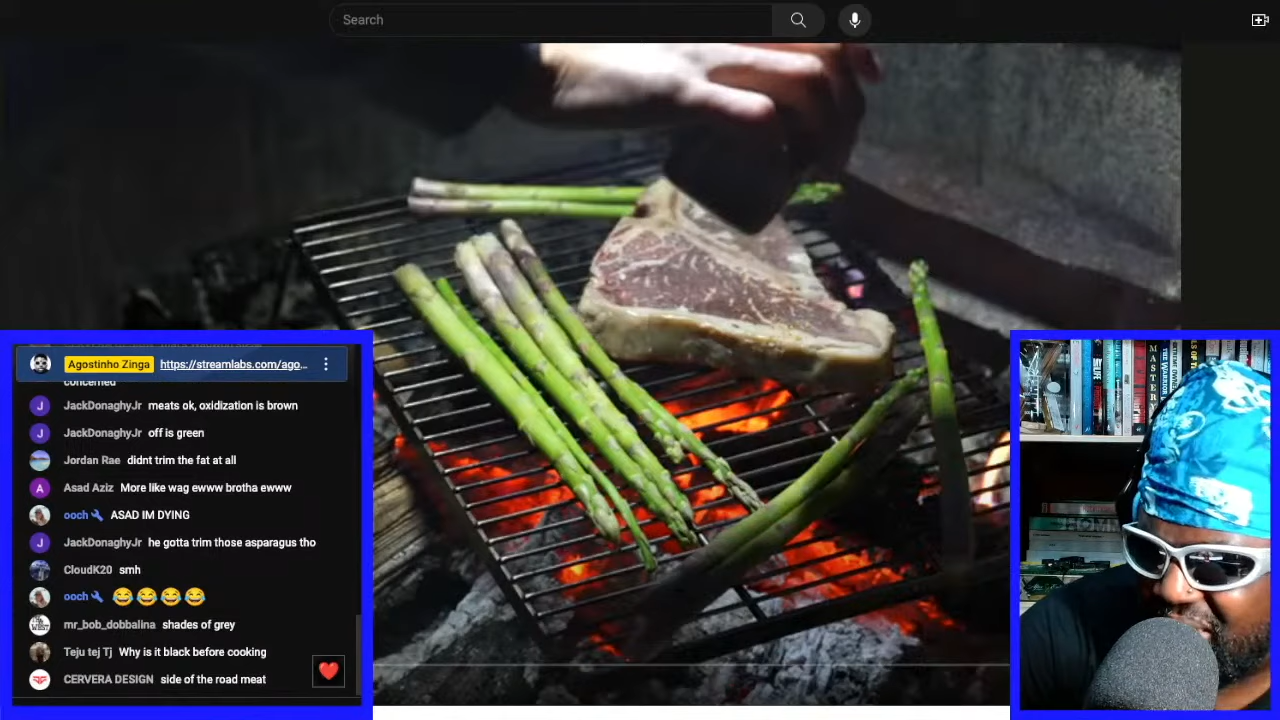 Search
concerned
Agostinho Zinga https://streamlabs.com/ago...
J JackDonaghyJr meats ok, oxidization is brown
J JackDonaghyJr off is green
Jordan Rae didnt trim the fat at all
A Asad Aziz More like wag ewww brotha ewww
ooch ASAD IM DYING
J JackDonaghyJr he gotta trim those asparagus tho
CloudK20 smh
ooch 😂😂😂😂
mr_bob_dobbalina shades of grey
Teju tej Tj Why is it black before cooking
CERVERA DESIGN side of the road meat
MASTERY
THE WARRIOR